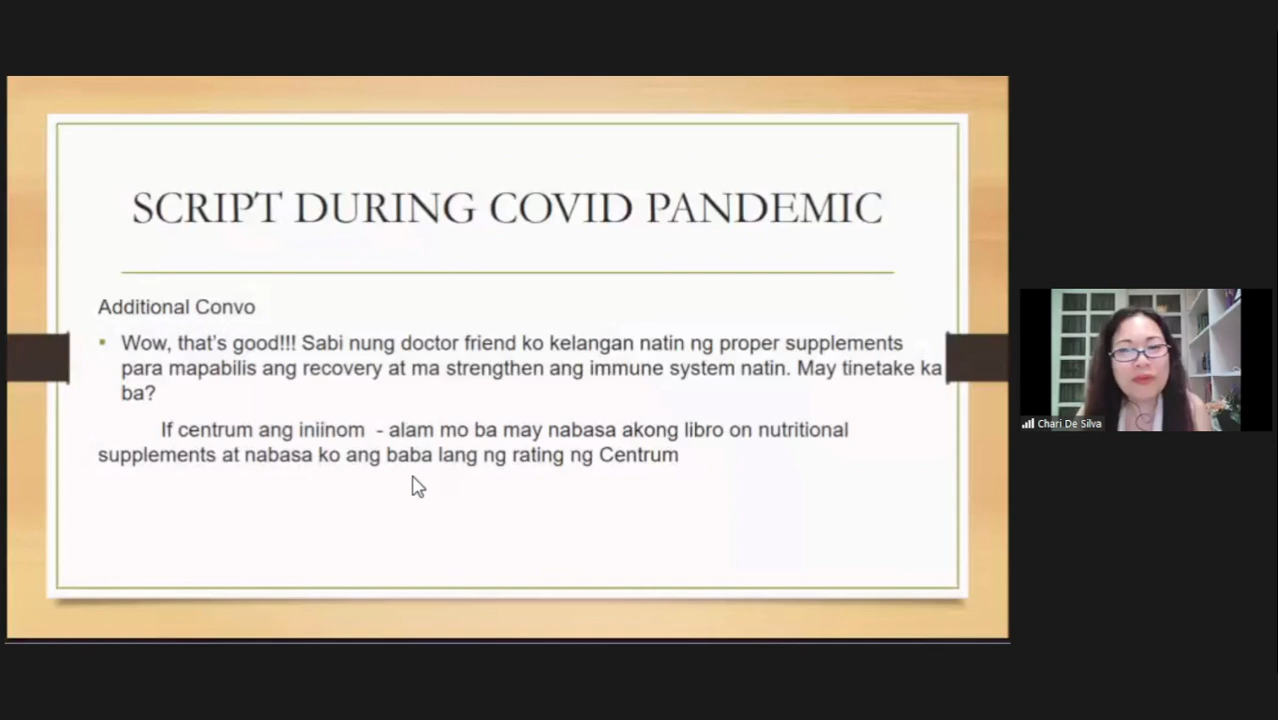 SCRIPT DURING COVID PANDEMIC
Additional Convo
• Wow, that's good!!! Sabi nung doctor friend ko kelangan natin ng proper supplements
para mapabilis ang recovery at ma strengthen ang immune system natin. May tinetake ka
ba?
If centrum ang iniinom - alam mo ba may nabasa akong libro on nutritional
supplements at nabasa ko ang baba lang ng rating ng Centrum
Chari De Silva